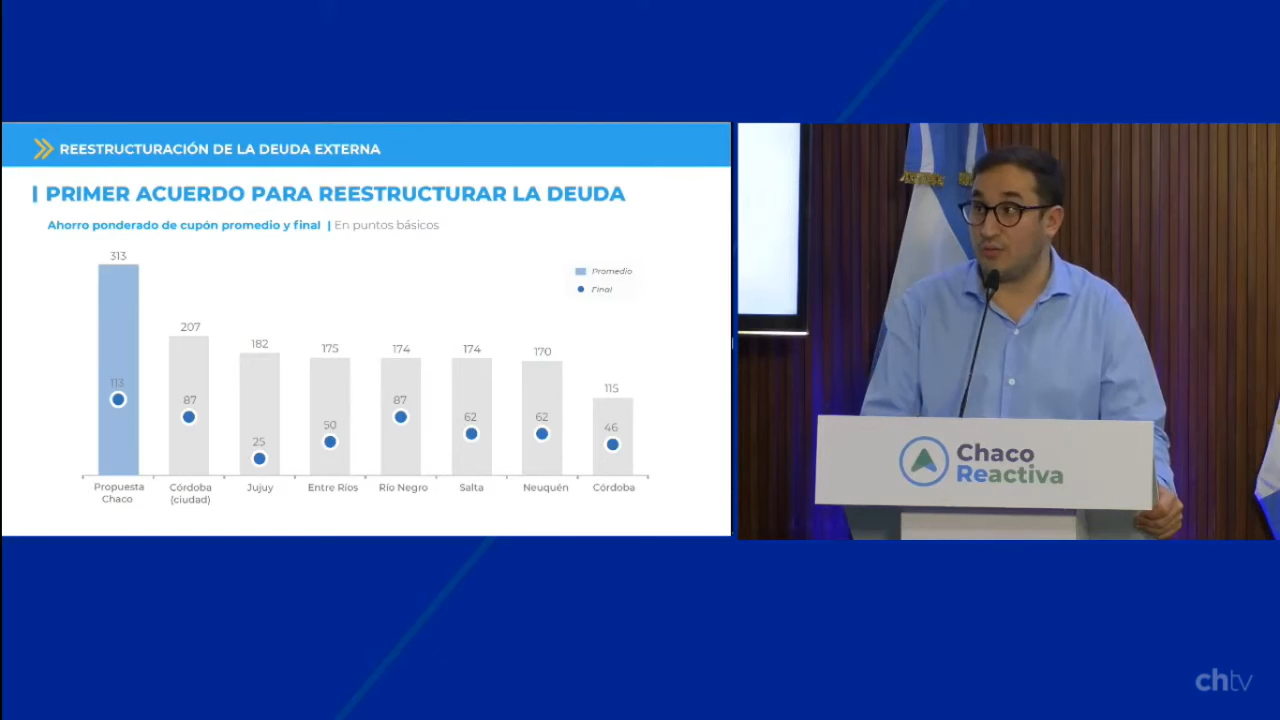 REESTRUCTURACIÓN DE LA DEUDA EXTERNA
PRIMER ACUERDO PARA REESTRUCTURAR LA DEUDA
Ahorro ponderado de cupón promedio y final | En puntos básicos
Promedio
Final
313
207
182
175
174
174
170
115
113
87
25
50
87
62
62
46
Propuesta Chaco
Córdoba (ciudad)
Jujuy
Entre Ríos
Río Negro
Salta
Neuquén
Córdoba
Chaco
Reactiva
chtv